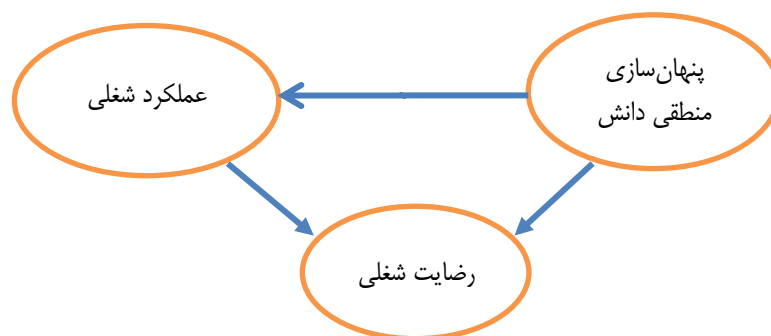 پنهان‌سازی
منطقی دانش
عملکرد شغلی
رضایت شغلی